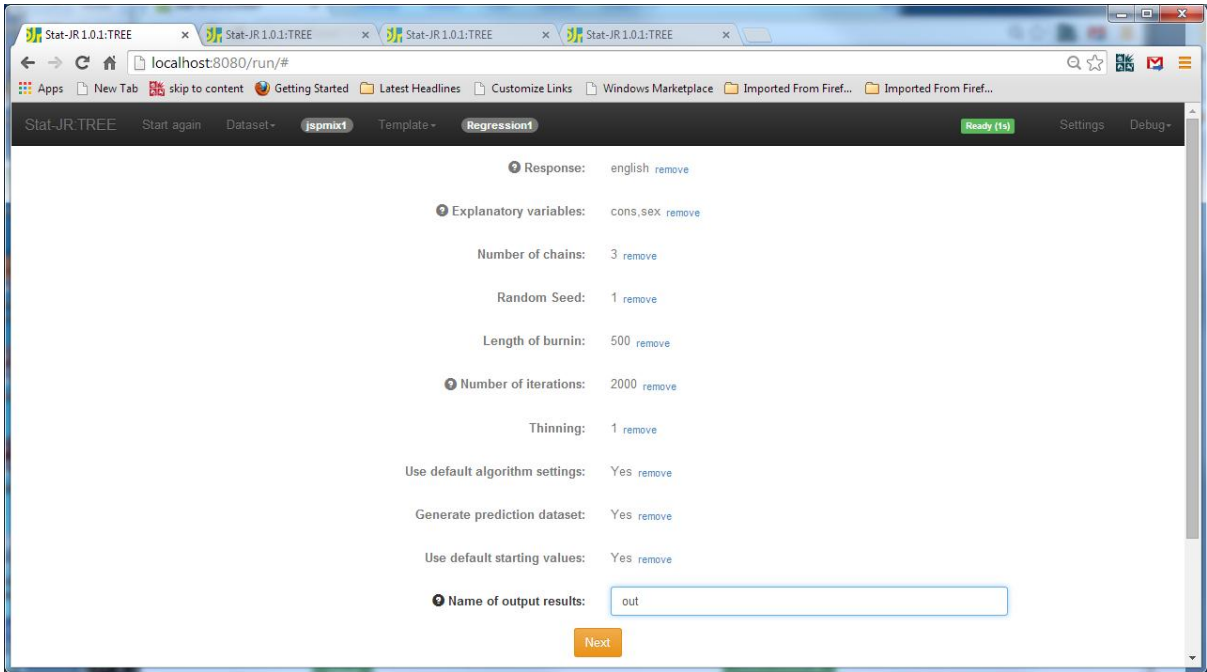 Stat-JR 1.0.1:TREE Stat-JR 1.0.1:TREE Stat-JR 1.0.1:TREE Stat-JR 1.0.1:TREE
localhost:8080/run/#
Apps New Tab skip to content Getting Started Latest Headlines Customize Links Windows Marketplace Imported From Firef... Imported From Firef...
Stat-JR:TREE Start again Dataset jspmix1 Template Regression1 Ready (1s) Settings Debug
Response: english remove
Explanatory variables: cons,sex remove
Number of chains: 3 remove
Random Seed: 1 remove
Length of burnin: 500 remove
Number of iterations: 2000 remove
Thinning: 1 remove
Use default algorithm settings: Yes remove
Generate prediction dataset: Yes remove
Use default starting values: Yes remove
Name of output results: out
Next